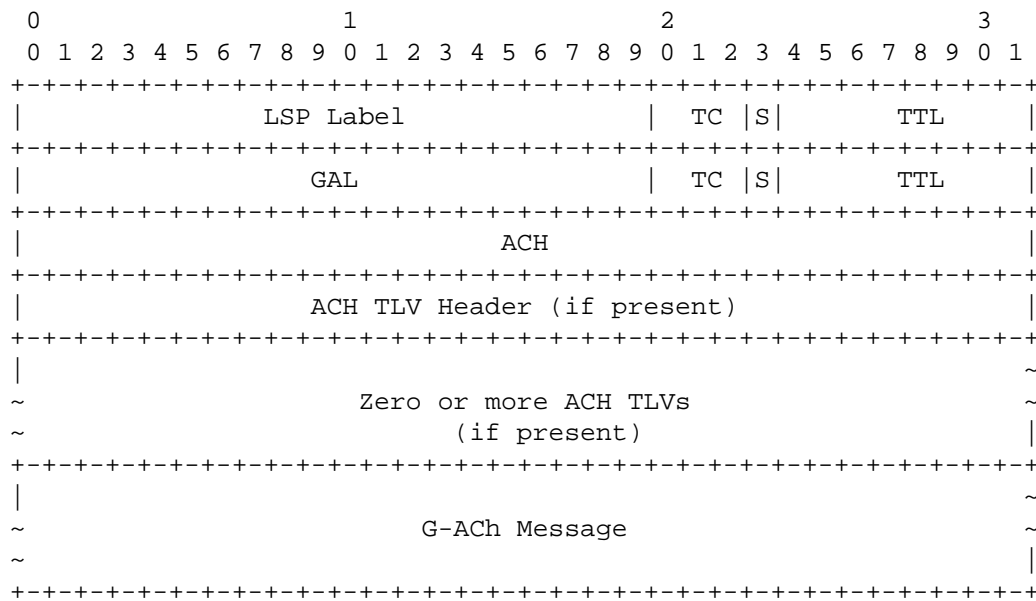 0                   1                   2                   3
 0 1 2 3 4 5 6 7 8 9 0 1 2 3 4 5 6 7 8 9 0 1 2 3 4 5 6 7 8 9 0 1
+-+-+-+-+-+-+-+-+-+-+-+-+-+-+-+-+-+-+-+-+-+-+-+-+-+-+-+-+-+-+-+-+
|               LSP Label               |  TC |S|       TTL     |
+-+-+-+-+-+-+-+-+-+-+-+-+-+-+-+-+-+-+-+-+-+-+-+-+-+-+-+-+-+-+-+-+
|                  GAL                  |  TC |S|       TTL     |
+-+-+-+-+-+-+-+-+-+-+-+-+-+-+-+-+-+-+-+-+-+-+-+-+-+-+-+-+-+-+-+-+
|                              ACH                              |
+-+-+-+-+-+-+-+-+-+-+-+-+-+-+-+-+-+-+-+-+-+-+-+-+-+-+-+-+-+-+-+-+
|                  ACH TLV Header (if present)                  |
+-+-+-+-+-+-+-+-+-+-+-+-+-+-+-+-+-+-+-+-+-+-+-+-+-+-+-+-+-+-+-+-+
|                                                               ~
~                     Zero or more ACH TLVs                     ~
~                           (if present)                        |
+-+-+-+-+-+-+-+-+-+-+-+-+-+-+-+-+-+-+-+-+-+-+-+-+-+-+-+-+-+-+-+-+
|                                                               ~
~                         G-ACh Message                         ~
~                                                               |
+-+-+-+-+-+-+-+-+-+-+-+-+-+-+-+-+-+-+-+-+-+-+-+-+-+-+-+-+-+-+-+-+